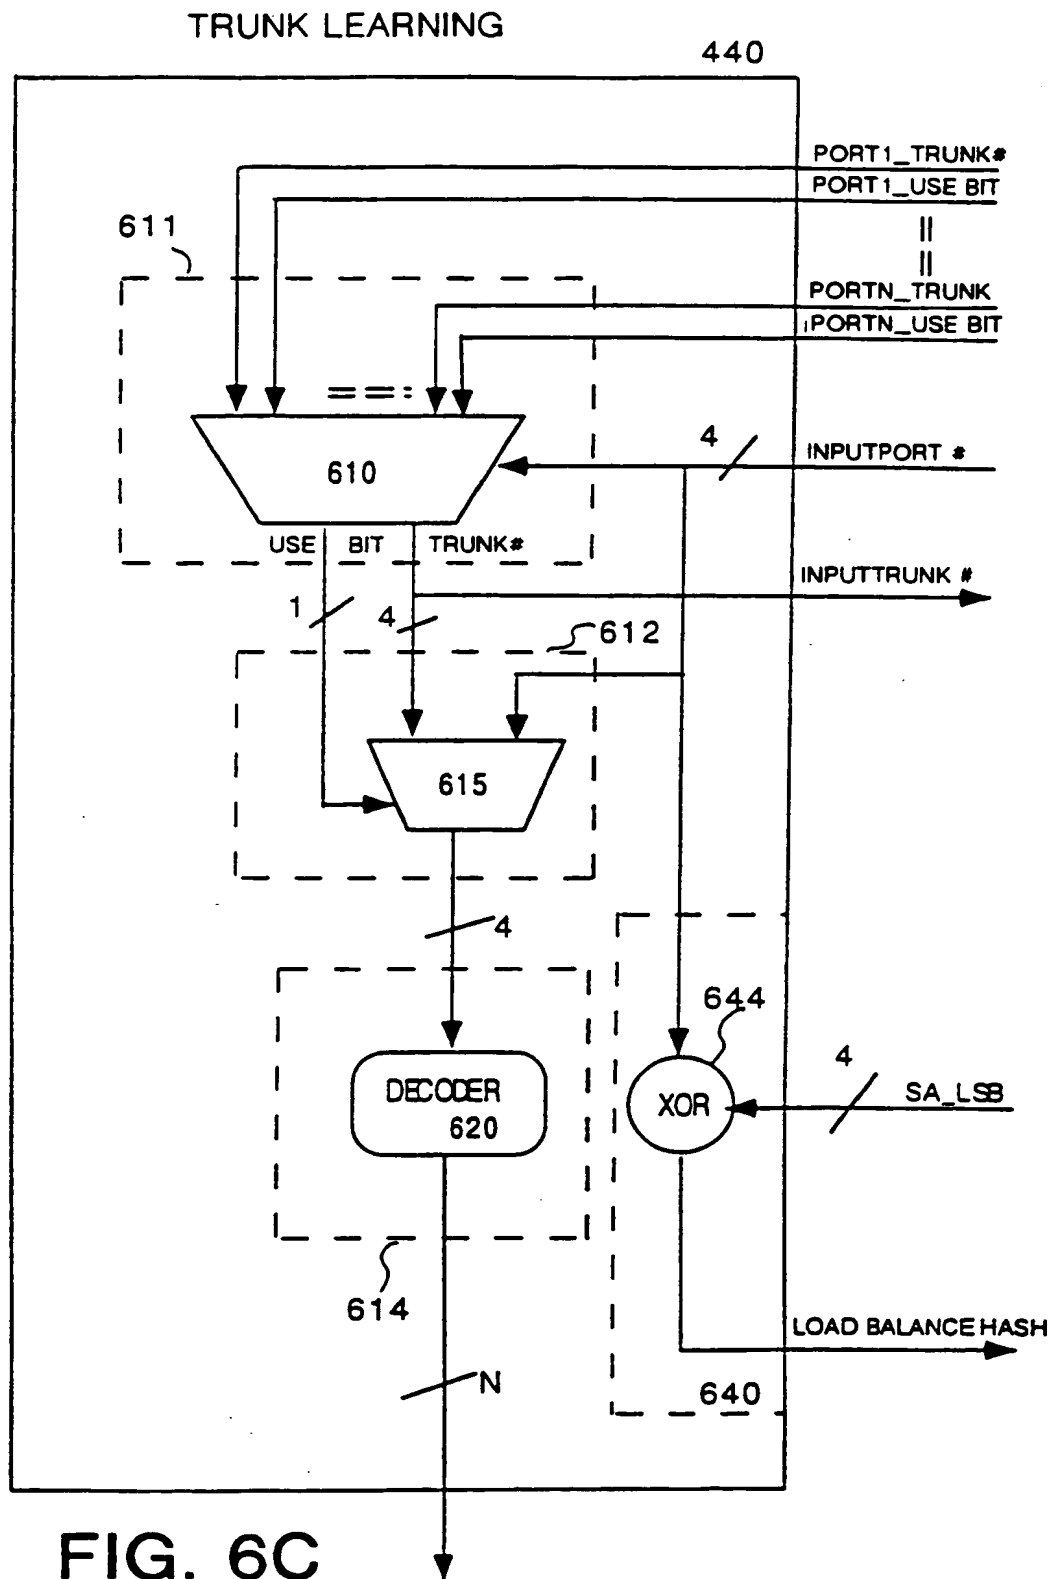 TRUNK LEARNING
440
PORT1_TRUNK#
PORT1_USE BIT
611
PORTN_TRUNK
PORTN_USE BIT
4
INPUTPORT #
610
USE BIT TRUNK#
INPUTTRUNK #
1
4
612
615
4
644
4
SA_LSB
XOR
DECODER
620
614
LOAD BALANCE HASH
N
640
FIG. 6C